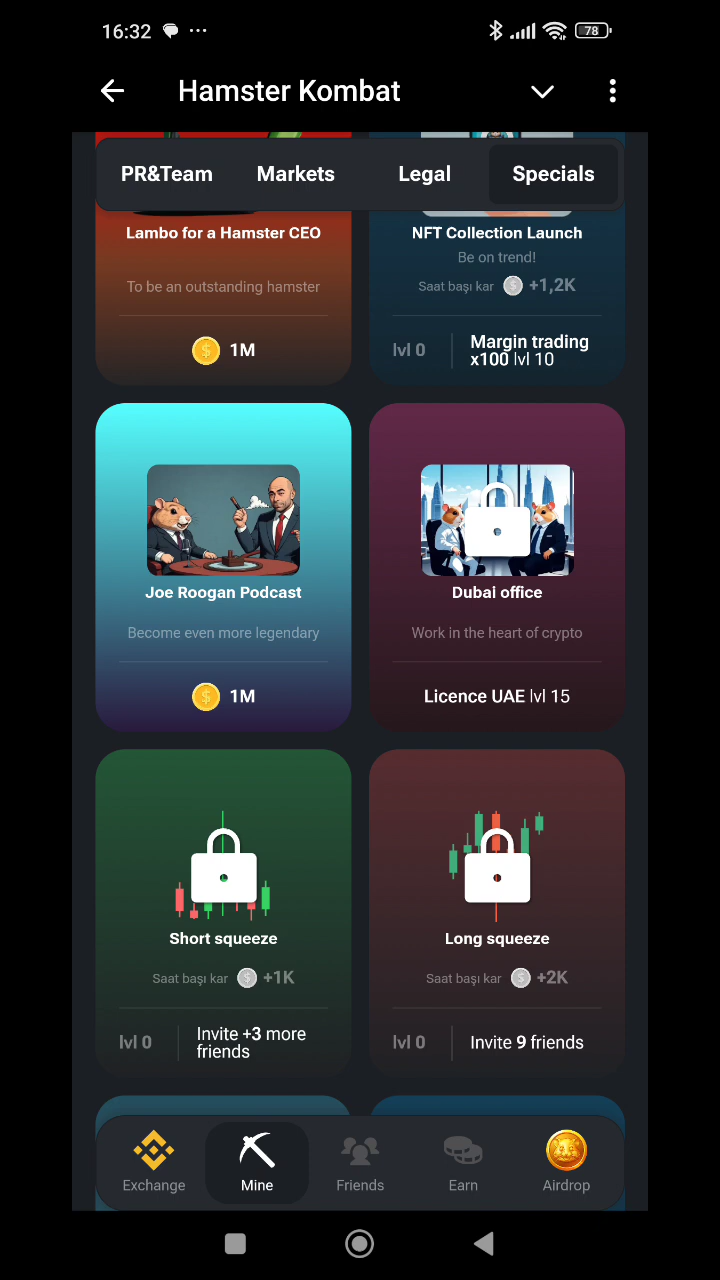 16:32
78
Hamster Kombat
PR&Team
Markets
Legal
Specials
Lambo for a Hamster CEO
To be an outstanding hamster
1M
NFT Collection Launch
Be on trend!
Saat başı kar +1,2K
lvl 0
Margin trading
x100 lvl 10
Joe Roogan Podcast
Become even more legendary
1M
Dubai office
Work in the heart of crypto
Licence UAE lvl 15
Short squeeze
Saat başı kar +1K
lvl 0
Invite +3 more
friends
Long squeeze
Saat başı kar +2K
lvl 0
Invite 9 friends
Exchange
Mine
Friends
Earn
Airdrop